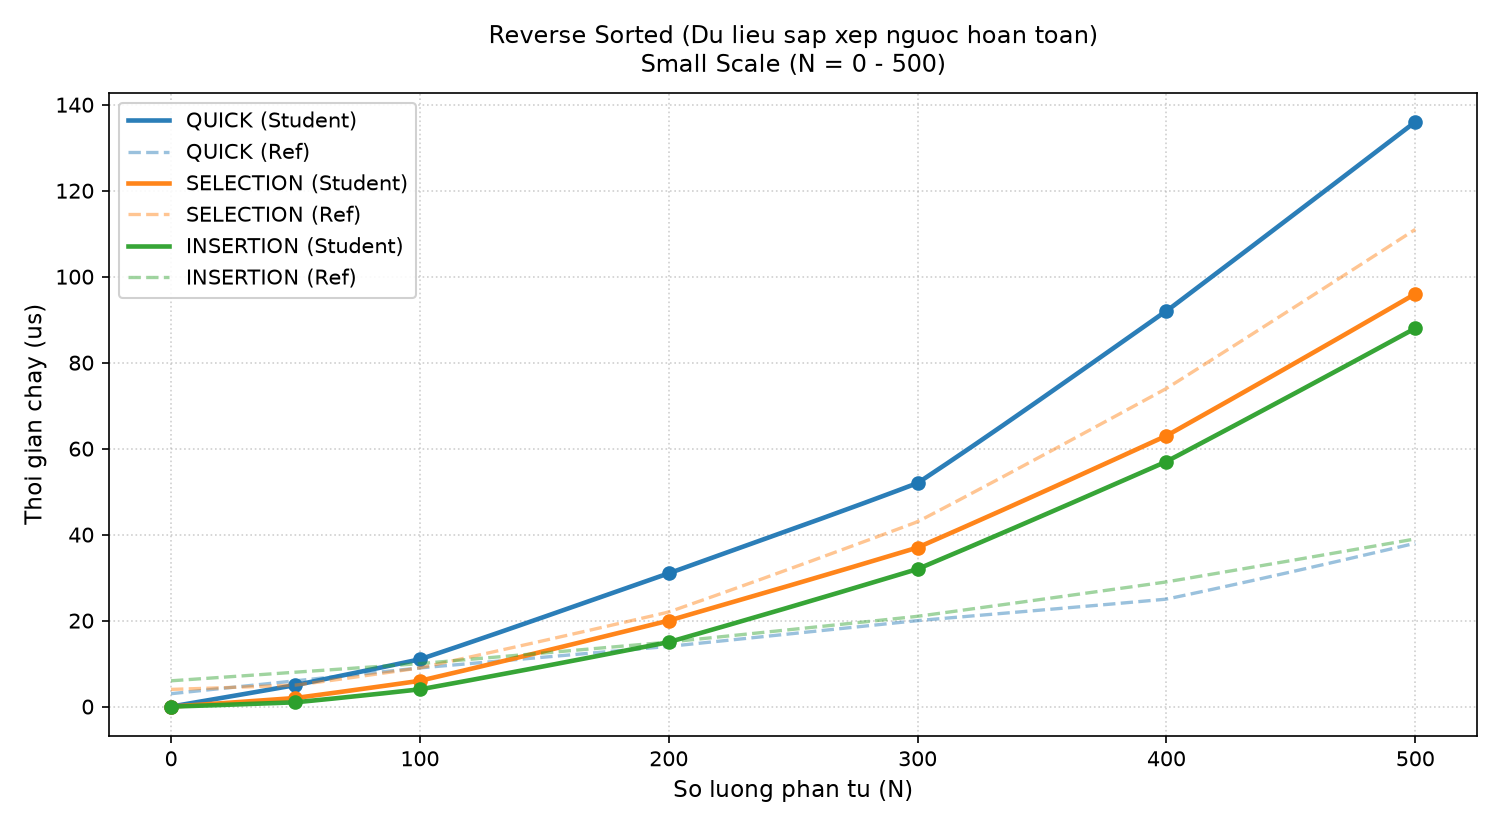 Reverse Sorted (Du lieu sap xep nguoc hoan toan)
Small Scale (N = 0 - 500)
QUICK (Student)
QUICK (Ref)
SELECTION (Student)
SELECTION (Ref)
INSERTION (Student)
INSERTION (Ref)
Thoi gian chay (us)
140
120
100
80
60
40
20
0
0 100 200 300 400 500
So luong phan tu (N)